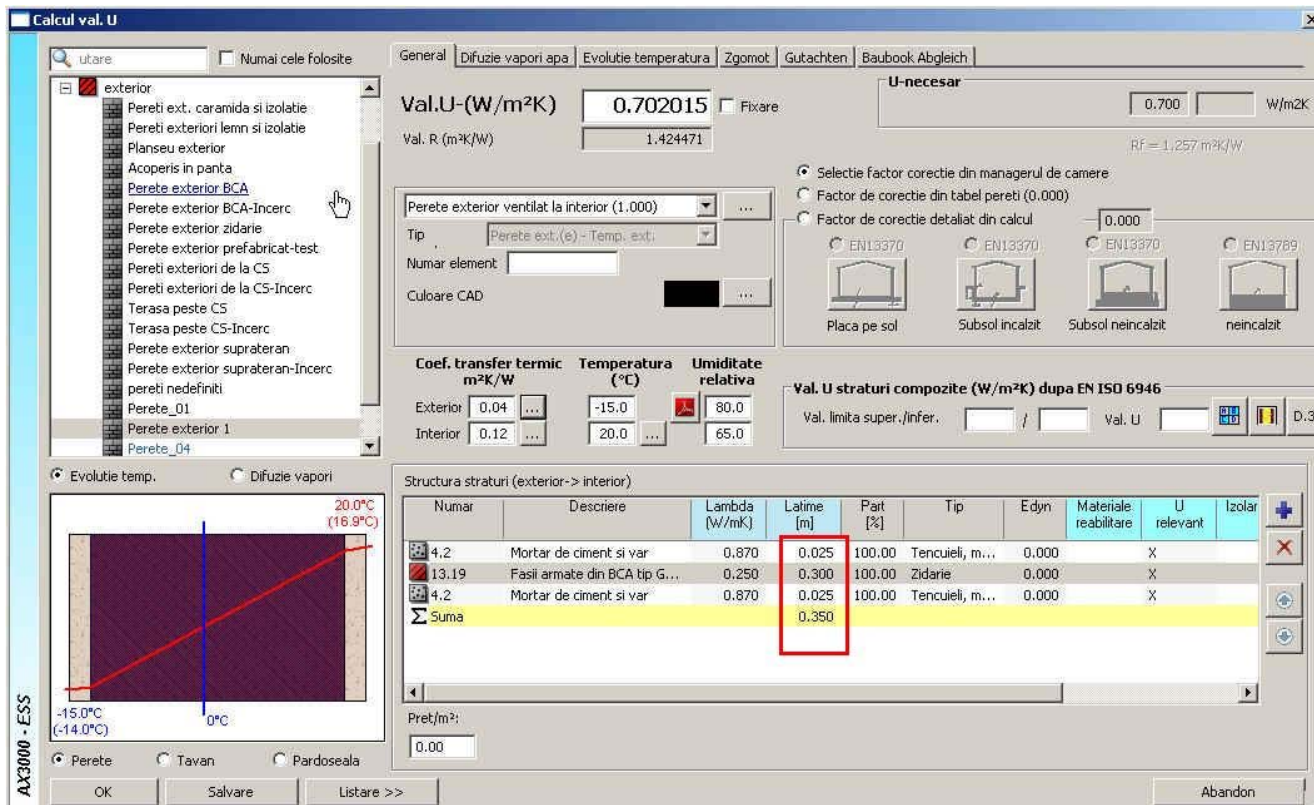 Calcul val. U
utare
Numai cele folosite
exterior
Pereti ext. caramida si izolatie
Pereti exteriori lemn si izolatie
Planseu exterior
Acoperis in panta
Perete exterior BCA
Perete exterior BCA-Incerc
Perete exterior zidarie
Perete exterior prefabricat-test
Pereti exteriori de la CS
Pereti exteriori de la CS-Incerc
Terasa peste CS
Terasa peste CS-Incerc
Perete exterior suprateran
Perete exterior suprateran-Incerc
pereti nedefiniti
Perete_01
Perete exterior 1
Perete_04
Evolutie temp. Difuzie vapori
20.0°C
(16.9°C)
-15.0°C
(-14.0°C)
0°C
Perete Tavan Pardoseala
OK Salvare Listare >> Abandon
AX3000 - ESS
General Difuzie vapori apa Evolutie temperatura Zgomot Gutachten Baubook Abgleich
Val.U-(W/m²K) 0.702015 Fixare
Val. R (m²K/W) 1.424471
U-necesar
0.700 W/m2K
Rf = 1.257 m²K/W
Perete exterior ventilat la interior (1.000) ...
Tip Perete ext.(e) - Temp. ext.
Numar element
Culoare CAD ...
Selectie factor corectie din managerul de camere
Factor de corectie din tabel pereti (0.000)
Factor de corectie detaliat din calcul 0.000
EN13370 EN13370 EN13370 EN13789
Placa pe sol Subsol incalzit Subsol neincalzit neincalzit
Coef. transfer termic Temperatura Umiditate
m²K/W (°C) relativa
Exterior 0.04 ... -15.0 80.0
Interior 0.12 ... 20.0 ... 65.0
Val. U straturi compozite (W/m²K) dupa EN ISO 6946
Val. limita super./infer. / Val. U D.3
Structura straturi (exterior-> interior)
Numar Descriere Lambda Latime Part Tip Edyn Materiale U Izolar
(W/mK) [m] [%] reabilitare relevant
4.2 Mortar de ciment si var 0.870 0.025 100.00 Tencuieli, m... 0.000 X
13.19 Fasii armate din BCA tip G... 0.250 0.300 100.00 Zidarie 0.000 X
4.2 Mortar de ciment si var 0.870 0.025 100.00 Tencuieli, m... 0.000 X
Σ Suma 0.350
Pret/m²:
0.00